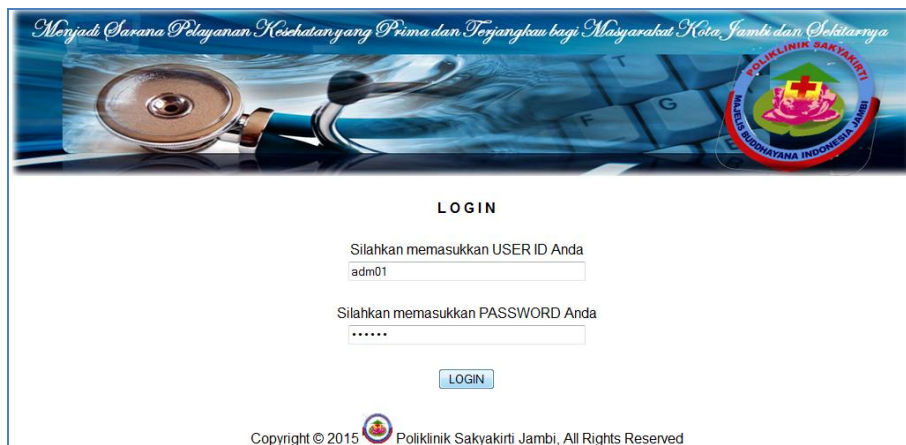 Menjadi Sarana Pelayanan Kesehatan yang Prima dan Terjangkau bagi Masyarakat Kota Jambi dan Sekitarnya
POLIKLINIK SAKYAKIRTI
MAJELIS BUDDHAYANA INDONESIA JAMBI
T
G
F
B
LOGIN
Silahkan memasukkan USER ID Anda
adm01
Silahkan memasukkan PASSWORD Anda
••••••
LOGIN
Copyright © 2015 Poliklinik Sakyakirti Jambi, All Rights Reserved